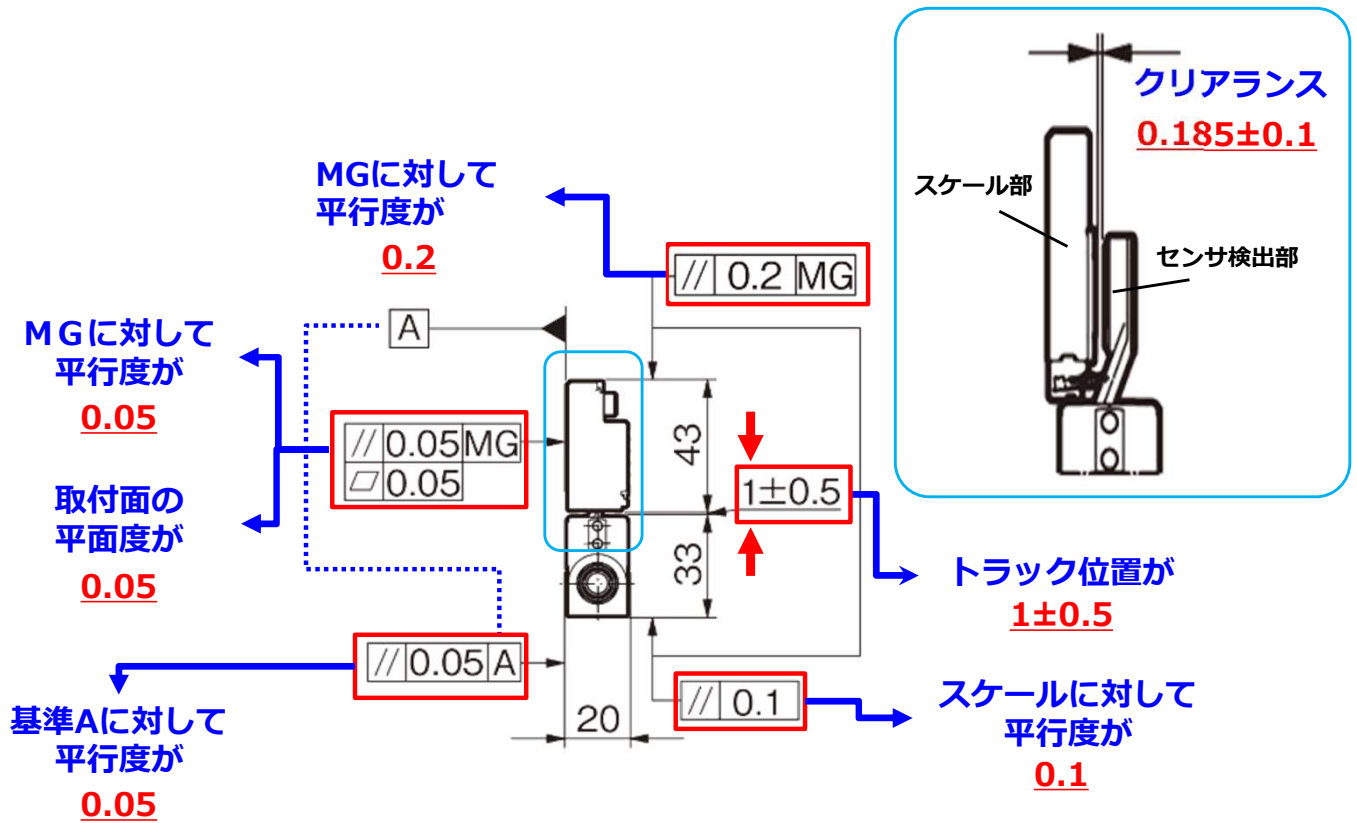 クリアランス
0.185±0.1
スケール部
センサ検出部
MGに対して
平行度が
0.2
// 0.2 MG
A
ＭＧに対して
平行度が
0.05
// 0.05 MG
⏥ 0.05
取付面の
平面度が
0.05
43
1±0.5
33
トラック位置が
1±0.5
// 0.05 A
基準Aに対して
平行度が
0.05
20
// 0.1
スケールに対して
平行度が
0.1